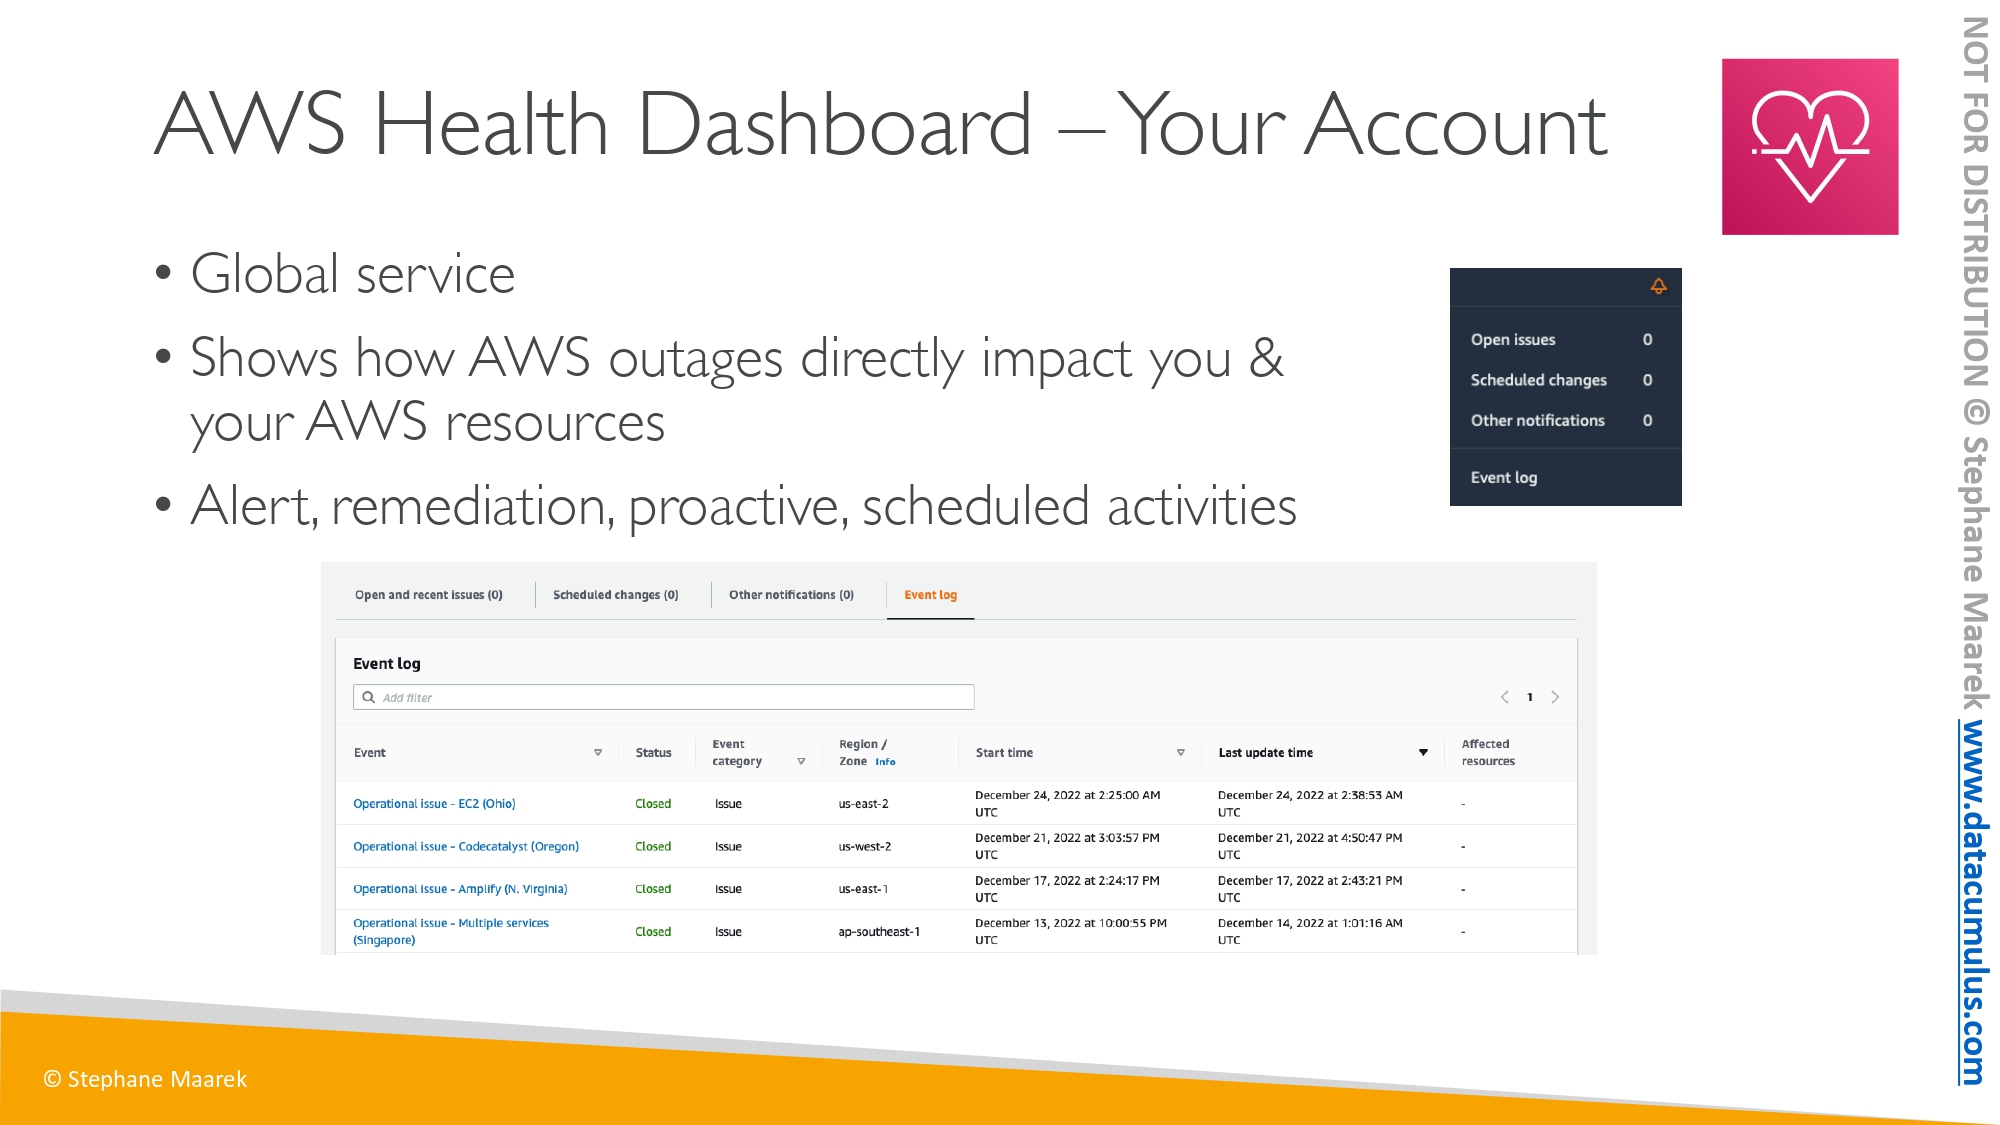 AWS Health Dashboard – Your Account
• Global service
• Shows how AWS outages directly impact you &
your AWS resources
• Alert, remediation, proactive, scheduled activities
Open issues 0
Scheduled changes 0
Other notifications 0
Event log
Open and recent issues (0) Scheduled changes (0) Other notifications (0) Event log
Event log
Add filter
1
Event Status Event category Region / Zone Info Start time Last update time Affected resources
Operational issue - EC2 (Ohio) Closed Issue us-east-2 December 24, 2022 at 2:25:00 AM UTC December 24, 2022 at 2:38:53 AM UTC -
Operational issue - Codecatalyst (Oregon) Closed Issue us-west-2 December 21, 2022 at 3:03:57 PM UTC December 21, 2022 at 4:50:47 PM UTC -
Operational issue - Amplify (N. Virginia) Closed Issue us-east-1 December 17, 2022 at 2:24:17 PM UTC December 17, 2022 at 2:43:21 PM UTC -
Operational issue - Multiple services (Singapore) Closed Issue ap-southeast-1 December 13, 2022 at 10:00:55 PM UTC December 14, 2022 at 1:01:16 AM UTC -
© Stephane Maarek
NOT FOR DISTRIBUTION © Stephane Maarek www.datacumulus.com